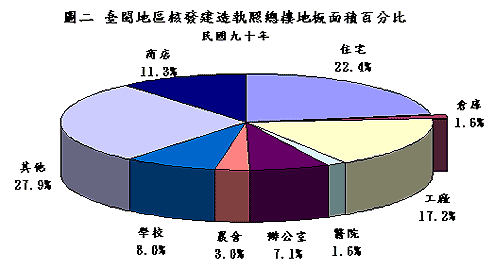 圖二 臺閩地區核發建造執照總樓地板面積百分比
民國九十年
商店
11.3%
住宅
22.4%
倉庫
1.6%
其他
27.9%
工廠
17.2%
學校
8.0%
農舍
3.0%
辦公室
7.1%
醫院
1.6%